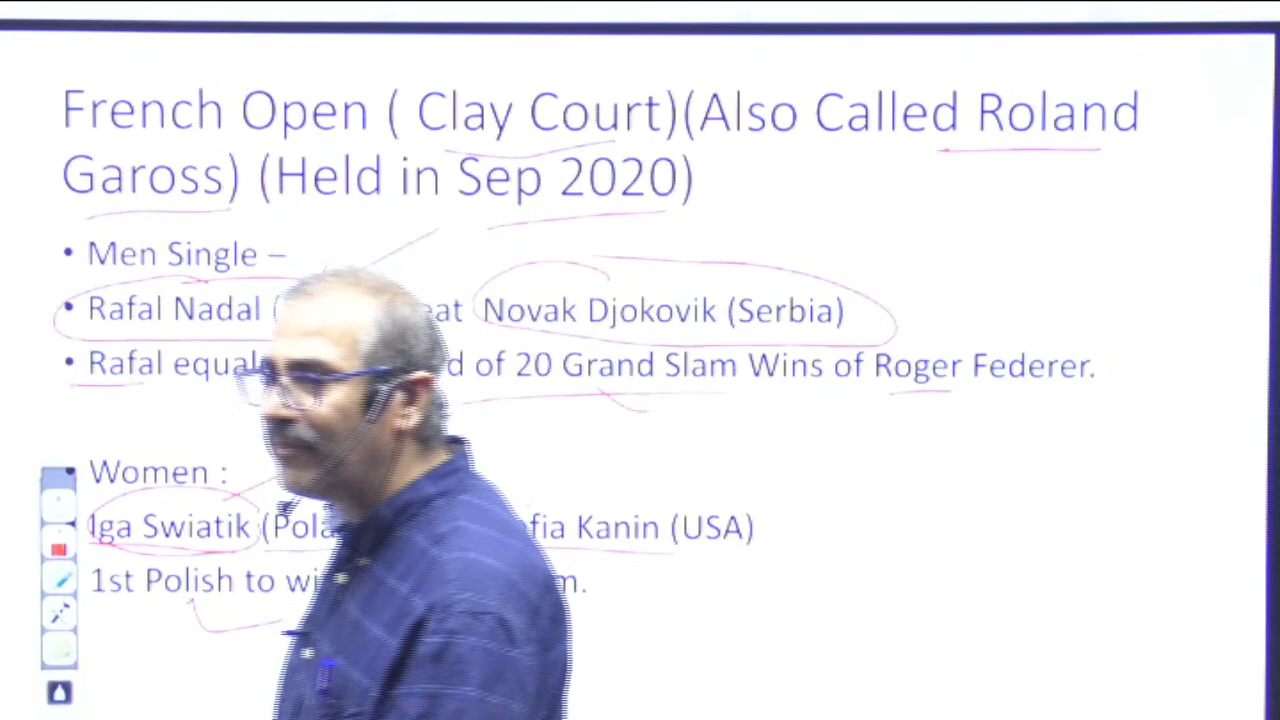 French Open ( Clay Court)(Also Called Roland
Gaross) (Held in Sep 2020)
• Men Single –
• Rafal Nadal ( eat Novak Djokovik (Serbia)
• Rafal equal d of 20 Grand Slam Wins of Roger Federer.
Women :
Iga Swiatik (Pola fia Kanin (USA)
1st Polish to wi m.